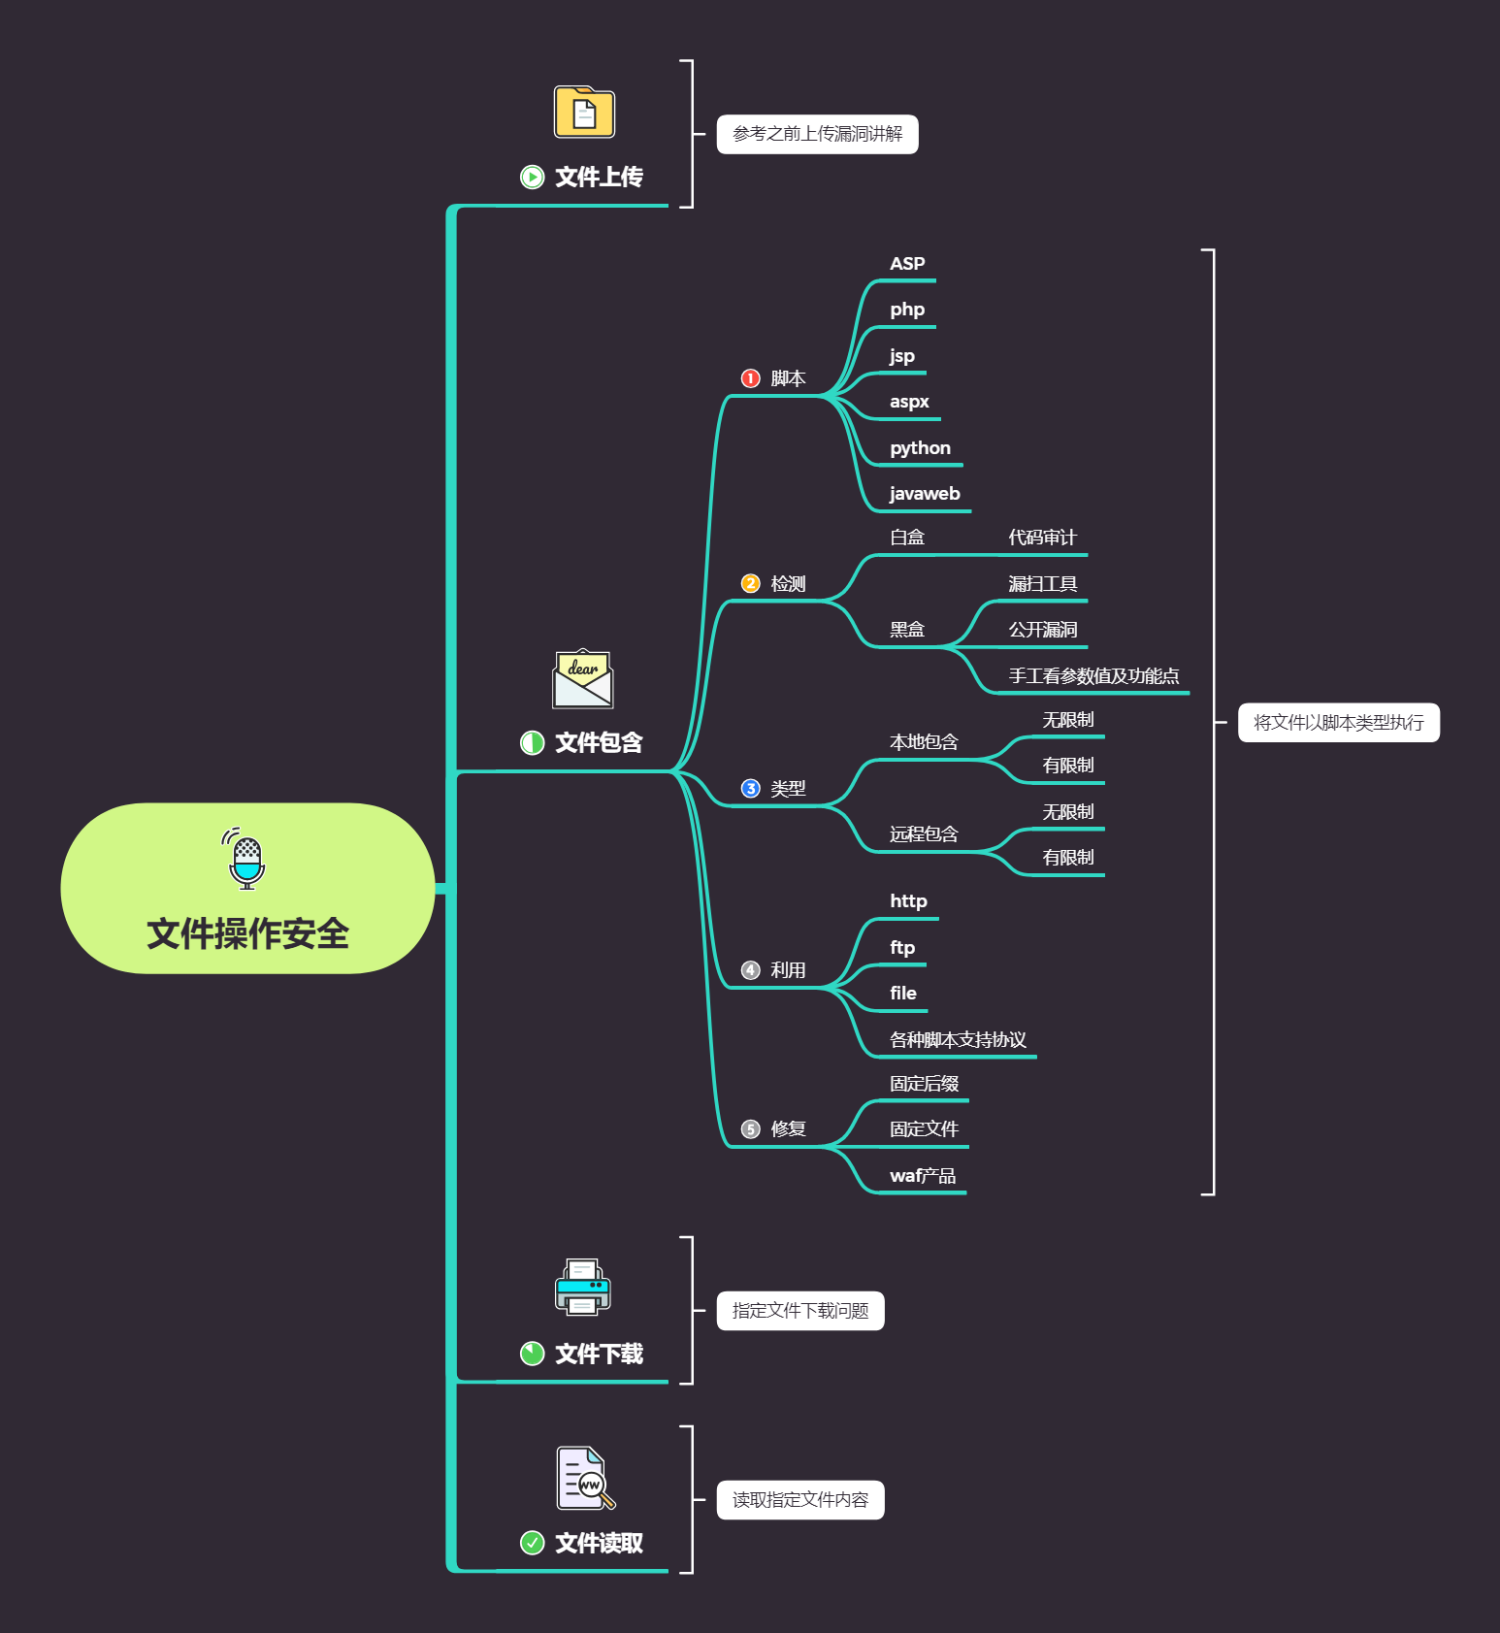 参考之前上传漏洞讲解
文件上传
ASP
php
jsp
① 脚本
aspx
python
javaweb
白盒
代码审计
② 检测
漏扫工具
黑盒
公开漏洞
手工看参数值及功能点
dear
文件包含
将文件以脚本类型执行
无限制
本地包含
有限制
③ 类型
无限制
远程包含
有限制
http
ftp
④ 利用
file
各种脚本支持协议
文件操作安全
固定后缀
⑤ 修复
固定文件
waf产品
指定文件下载问题
文件下载
WW
读取指定文件内容
文件读取